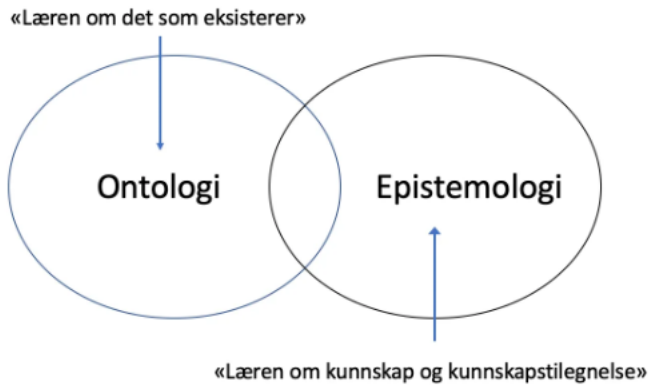 «Læren om det som eksisterer»
Ontologi
Epistemologi
«Læren om kunnskap og kunnskapstilegnelse»